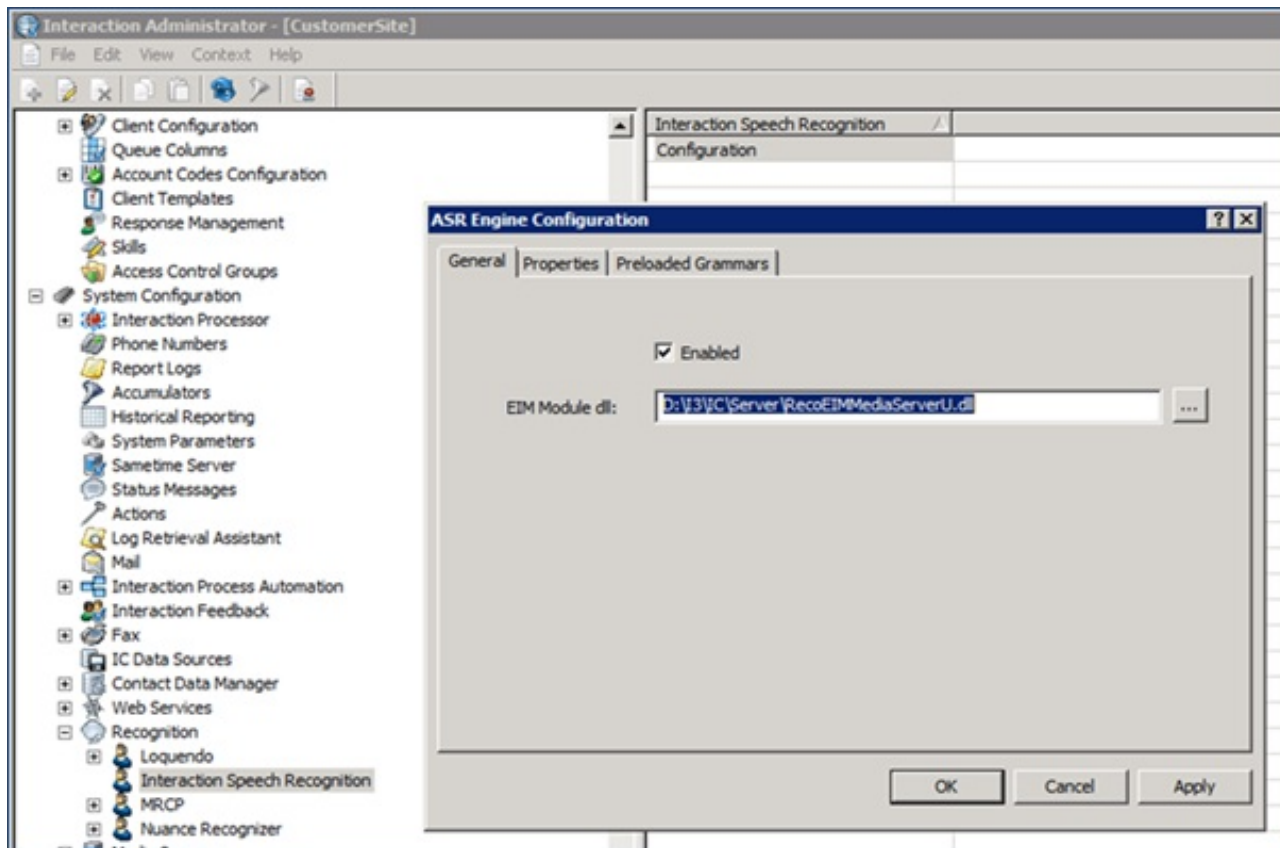 Interaction Administrator - [CustomerSite]
File Edit View Context Help
Client Configuration
Queue Columns
Account Codes Configuration
Client Templates
Response Management
Skills
Access Control Groups
System Configuration
Interaction Processor
Phone Numbers
Report Logs
Accumulators
Historical Reporting
System Parameters
Sametime Server
Status Messages
Actions
Log Retrieval Assistant
Mail
Interaction Process Automation
Interaction Feedback
Fax
IC Data Sources
Contact Data Manager
Web Services
Recognition
Loquendo
Interaction Speech Recognition
MRCP
Nuance Recognizer
Interaction Speech Recognition
Configuration
ASR Engine Configuration
General Properties Preloaded Grammars
Enabled
EIM Module dll: D:\I3\IC\Server\RecoEIMMediaServerU.dll ...
OK Cancel Apply